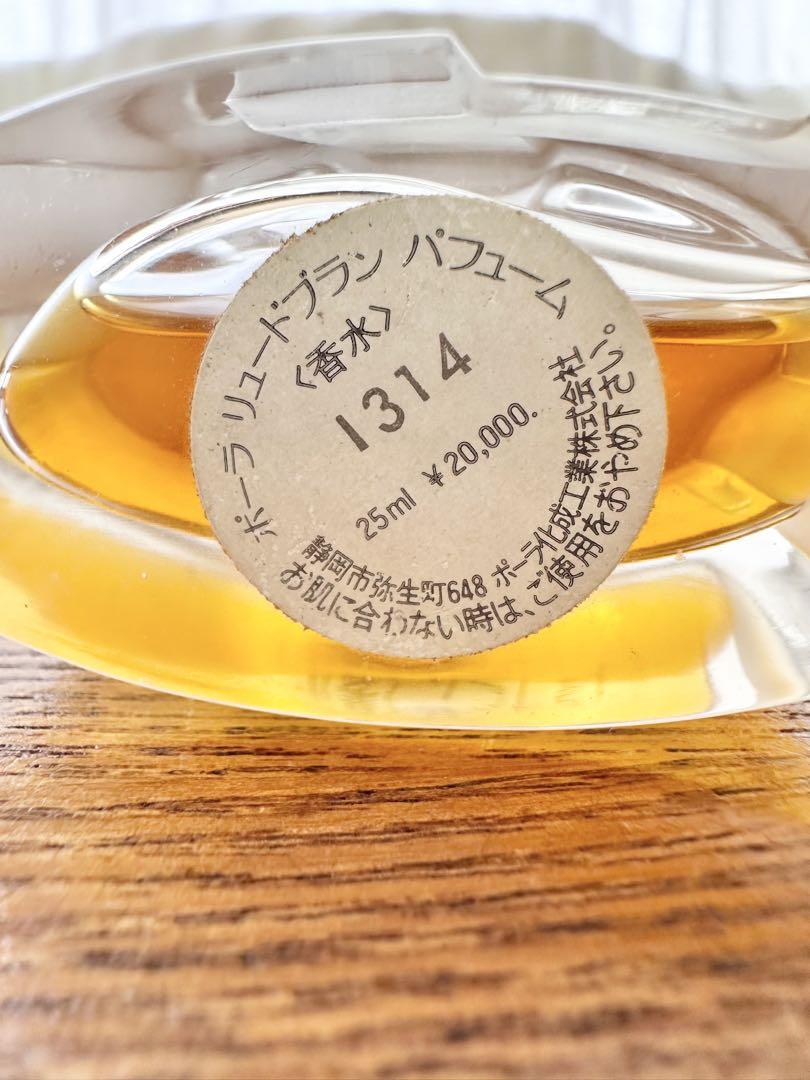 ポーラ リュードブラン パフューム
《香水》
1314
25ml ￥20,000.
静岡市弥生町648 ポーラ化成工業株式会社
お肌に合わない時は、ご使用をおやめ下さい。